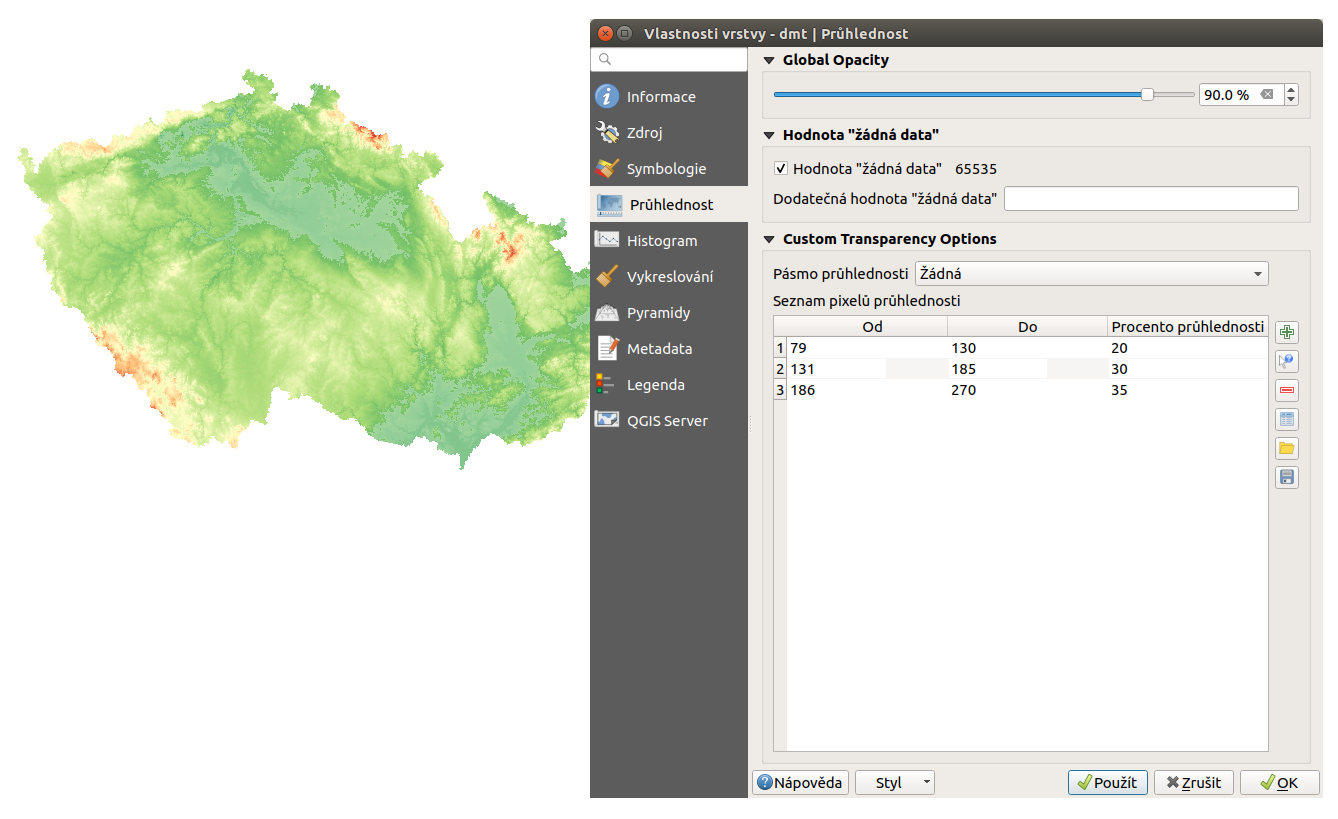 Vlastnosti vrstvy - dmt | Průhlednost
Informace
Zdroj
Symbologie
Průhlednost
Histogram
Vykreslování
Pyramidy
Metadata
Legenda
QGIS Server
Global Opacity
90.0 %
Hodnota "žádná data"
Hodnota "žádná data" 65535
Dodatečná hodnota "žádná data"
Custom Transparency Options
Pásmo průhlednosti Žádná
Seznam pixelů průhlednosti
Od Do Procento průhlednosti
1 79 130 20
2 131 185 30
3 186 270 35
Nápověda Styl Použít Zrušit OK